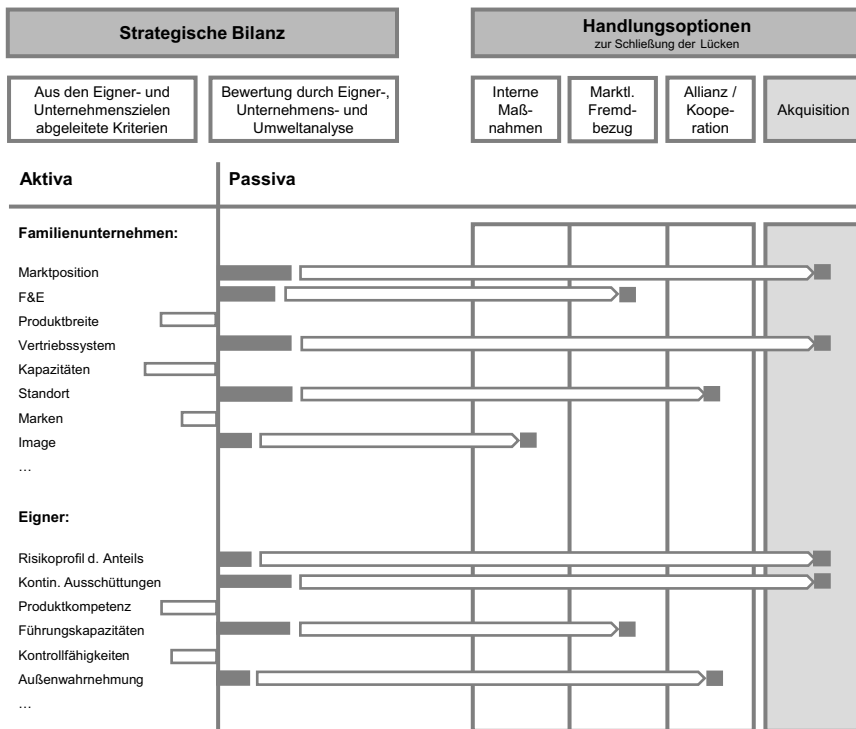 Strategische Bilanz
Handlungsoptionen
zur Schließung der Lücken
Aus den Eigner- und
Unternehmenszielen
abgeleitete Kriterien
Bewertung durch Eigner-,
Unternehmens- und
Umweltanalyse
Interne
Maß-
nahmen
Marktl.
Fremd-
bezug
Allianz /
Koope-
ration
Akquisition
Aktiva
Passiva
Familienunternehmen:
Marktposition
F&E
Produktbreite
Vertriebssystem
Kapazitäten
Standort
Marken
Image
…
Eigner:
Risikoprofil d. Anteils
Kontin. Ausschüttungen
Produktkompetenz
Führungskapazitäten
Kontrollfähigkeiten
Außenwahrnehmung
…